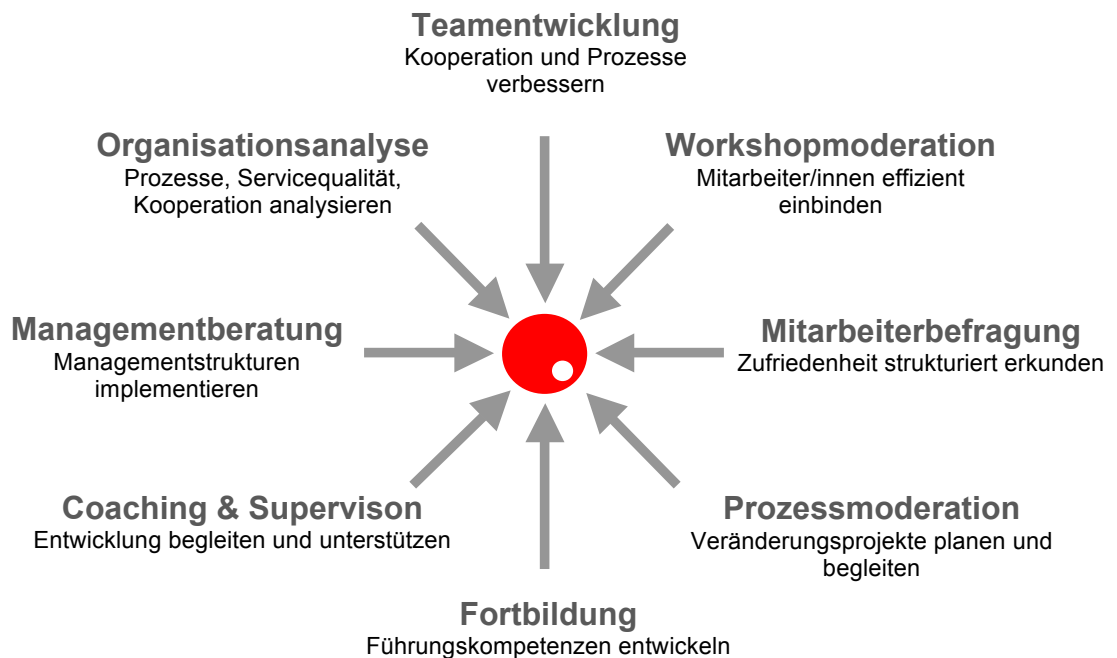 Teamentwicklung
Kooperation und Prozesse
verbessern
Organisationsanalyse
Prozesse, Servicequalität,
Kooperation analysieren
Workshopmoderation
Mitarbeiter/innen effizient
einbinden
Managementberatung
Managementstrukturen
implementieren
Mitarbeiterbefragung
Zufriedenheit strukturiert erkunden
Coaching & Supervison
Entwicklung begleiten und unterstützen
Prozessmoderation
Veränderungsprojekte planen und
begleiten
Fortbildung
Führungskompetenzen entwickeln